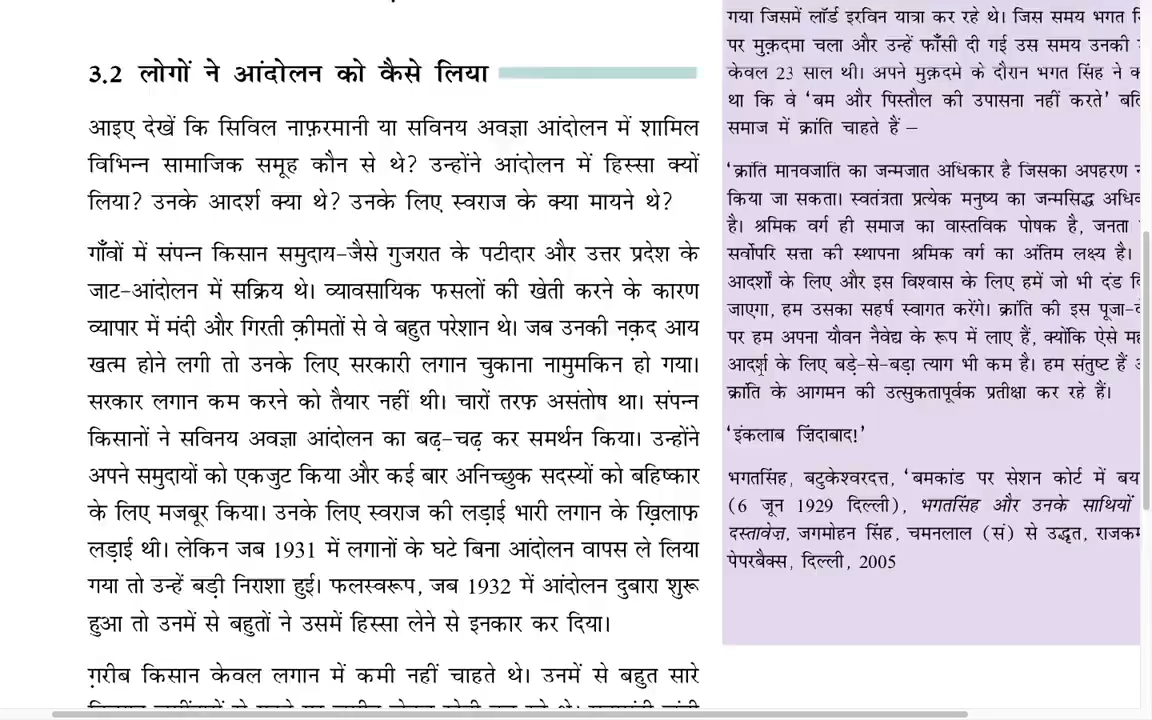 3.2 लोगों ने आंदोलन को कैसे लिया
आइए देखें कि सिविल नाफ़रमानी या सविनय अवज्ञा आंदोलन में शामिल
विभिन्न सामाजिक समूह कौन से थे? उन्होंने आंदोलन में हिस्सा क्यों
लिया? उनके आदर्श क्या थे? उनके लिए स्वराज के क्या मायने थे?
गाँवों में संपन्न किसान समुदाय-जैसे गुजरात के पटीदार और उत्तर प्रदेश के
जाट-आंदोलन में सक्रिय थे। व्यावसायिक फसलों की खेती करने के कारण
व्यापार में मंदी और गिरती क़ीमतों से वे बहुत परेशान थे। जब उनकी नक़द आय
खत्म होने लगी तो उनके लिए सरकारी लगान चुकाना नामुमकिन हो गया।
सरकार लगान कम करने को तैयार नहीं थी। चारों तरफ़ असंतोष था। संपन्न
किसानों ने सविनय अवज्ञा आंदोलन का बढ़-चढ़ कर समर्थन किया। उन्होंने
अपने समुदायों को एकजुट किया और कई बार अनिच्छुक सदस्यों को बहिष्कार
के लिए मजबूर किया। उनके लिए स्वराज की लड़ाई भारी लगान के ख़िलाफ़
लड़ाई थी। लेकिन जब 1931 में लगानों के घटे बिना आंदोलन वापस ले लिया
गया तो उन्हें बड़ी निराशा हुई। फलस्वरूप, जब 1932 में आंदोलन दुबारा शुरू
हुआ तो उनमें से बहुतों ने उसमें हिस्सा लेने से इनकार कर दिया।
ग़रीब किसान केवल लगान में कमी नहीं चाहते थे। उनमें से बहुत सारे
गया जिसमें लॉर्ड इरविन यात्रा कर रहे थे। जिस समय भगत
पर मुक़दमा चला और उन्हें फाँसी दी गई उस समय उनकी
केवल 23 साल थी। अपने मुक़दमे के दौरान भगत सिंह ने
था कि वे 'बम और पिस्तौल की उपासना नहीं करते'
समाज में क्रांति चाहते हैं –
'क्रांति मानवजाति का जन्मजात अधिकार है जिसका अपहरण
किया जा सकता। स्वतंत्रता प्रत्येक मनुष्य का जन्मसिद्ध
है। श्रमिक वर्ग ही समाज का वास्तविक पोषक है, जनता
सर्वोपरि सत्ता की स्थापना श्रमिक वर्ग का अंतिम लक्ष्य है।
आदर्शों के लिए और इस विश्वास के लिए हमें जो भी दंड
जाएगा, हम उसका सहर्ष स्वागत करेंगे। क्रांति की इस
पर हम अपना यौवन नैवेद्य के रूप में लाए हैं, क्योंकि ऐसे
आदर्श के लिए बड़े-से-बड़ा त्याग भी कम है। हम संतुष्ट हैं
क्रांति के आगमन की उत्सुकतापूर्वक प्रतीक्षा कर रहे हैं।
'इंकलाब ज़िंदाबाद!'
भगतसिंह, बटुकेश्वरदत्त, 'बमकांड पर सेशन कोर्ट में
(6 जून 1929 दिल्ली), भगतसिंह और उनके साथियों
दस्तावेज़, जगमोहन सिंह, चमनलाल (सं) से उद्धृत,
पेपरबैक्स, दिल्ली, 2005